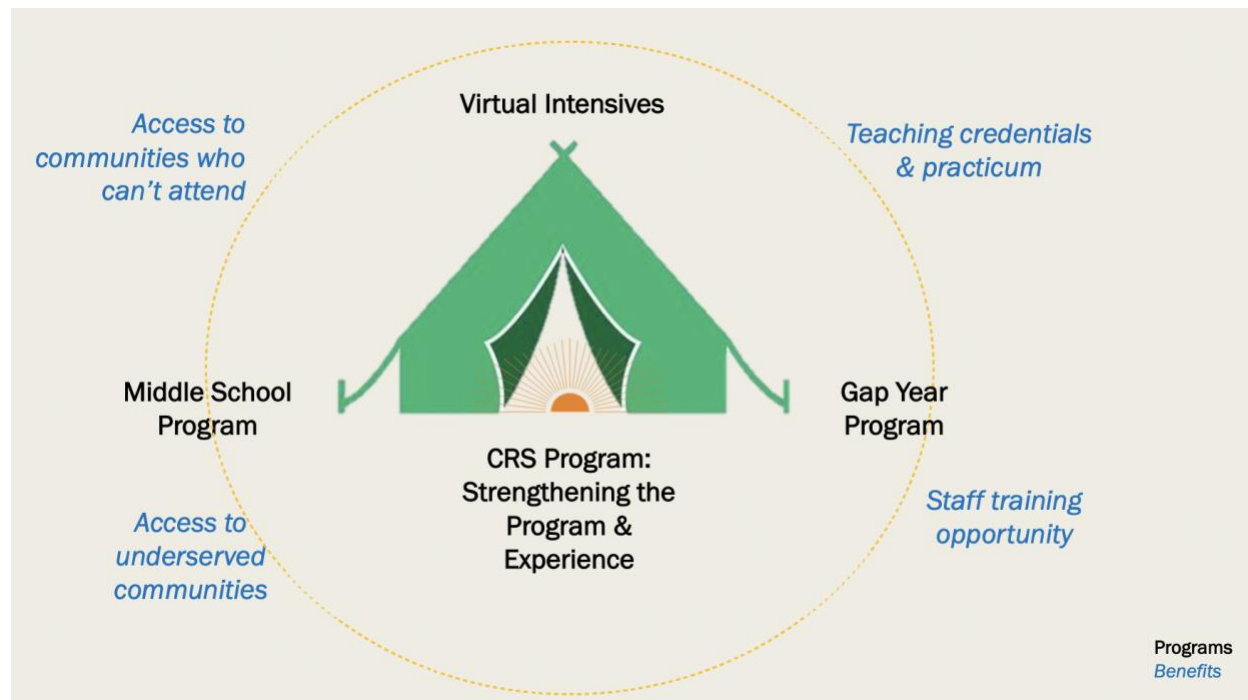 Virtual Intensives
Access to
communities who
can't attend
Teaching credentials
& practicum
Middle School
Program
Gap Year
Program
CRS Program:
Strengthening the
Program &
Experience
Access to
underserved
communities
Staff training
opportunity
Programs
Benefits